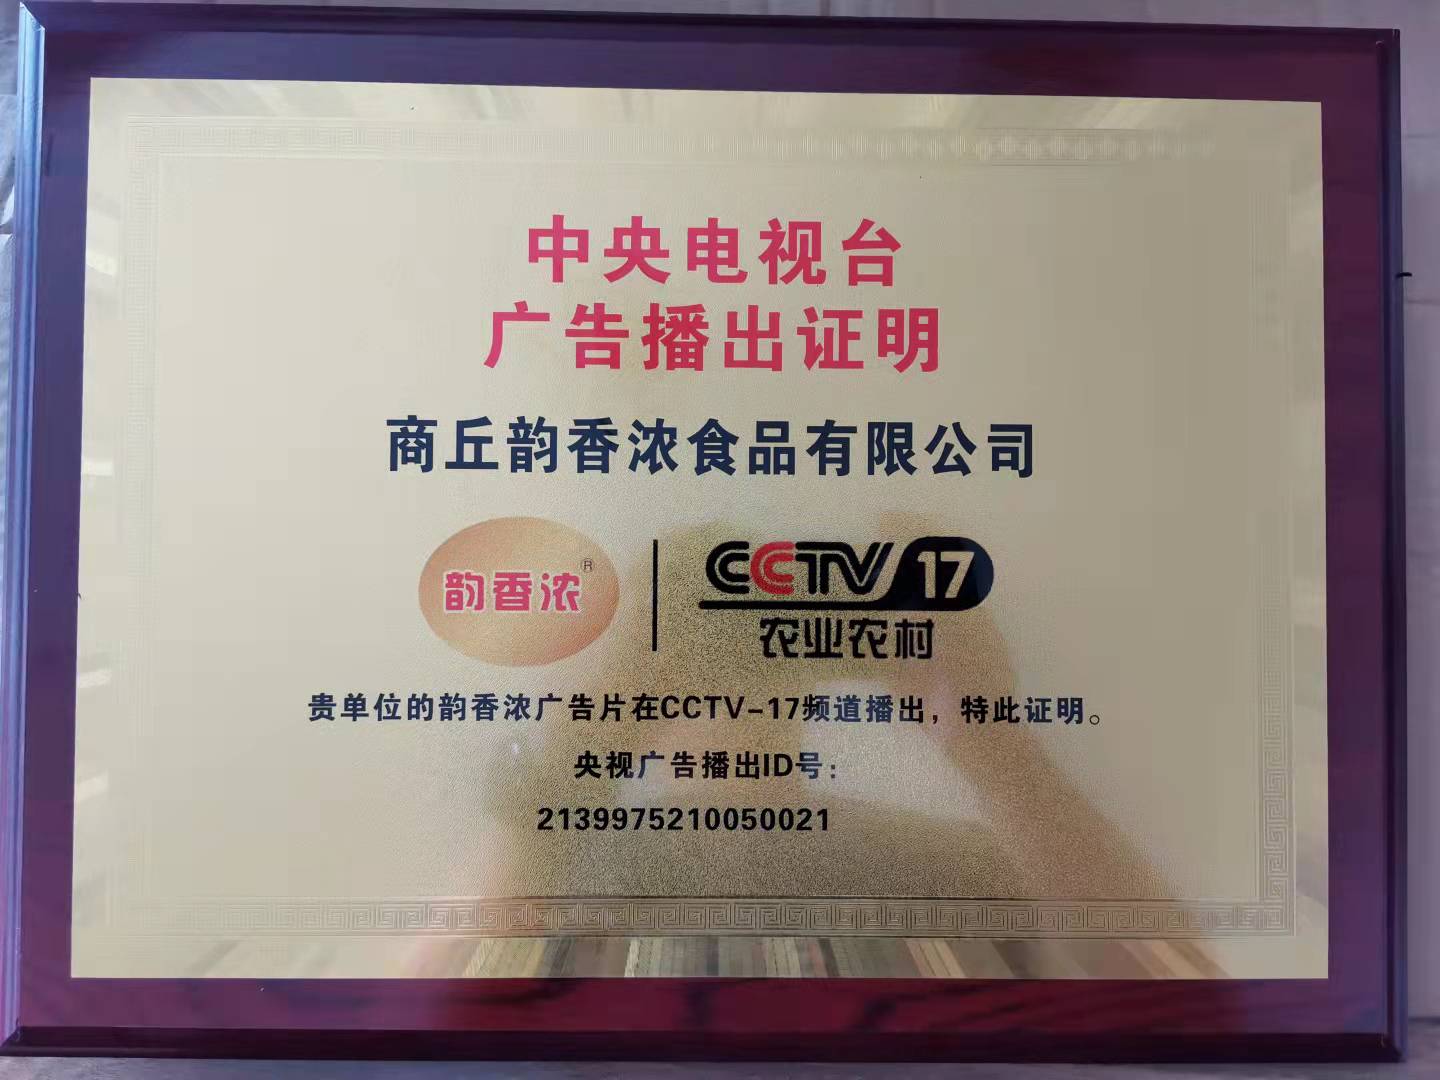 中央电视台
广告播出证明
商丘韵香浓食品有限公司
韵香浓®
CCTV 17
农业农村
贵单位的韵香浓广告片在CCTV-17频道播出，特此证明。
央视广告播出ID号：
2139975210050021